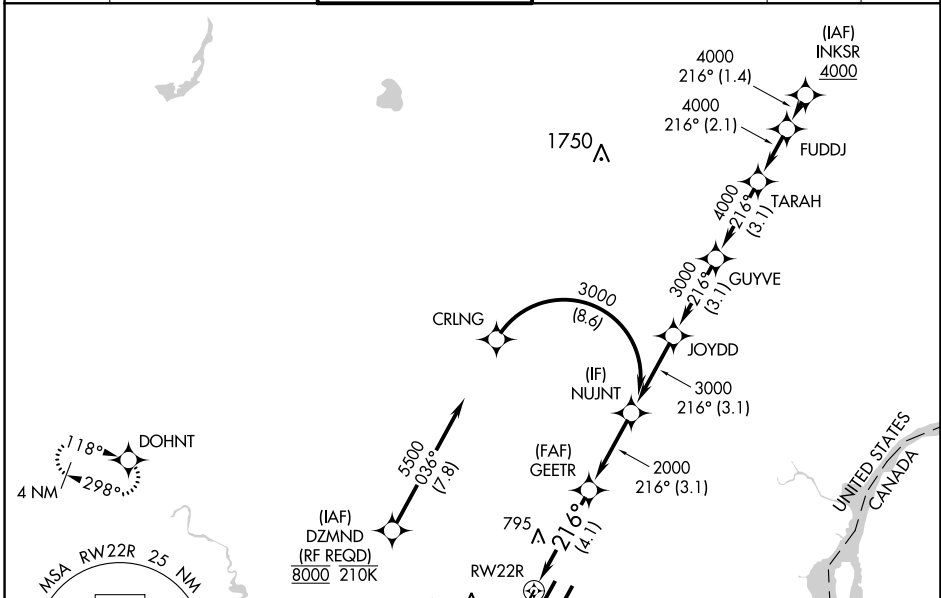 (IAF)
INKSR
4000
4000
216° (1.4)
4000
216° (2.1)
FUDDJ
1750
TARAH
4000
216°
(3.1)
GUYVE
3000
216°
(3.1)
3000
(8.6)
CRLNG
JOYDD
(IF)
NUJNT
3000
216° (3.1)
118°
DOHNT
298°
4 NM
5500
036°
(7.8)
(FAF)
GEETR
2000
216° (3.1)
UNITED STATES
CANADA
(IAF)
DZMND
(RF REQD)
8000 210K
795
216°
(4.1)
RW22R
MSA RW22R 25 NM